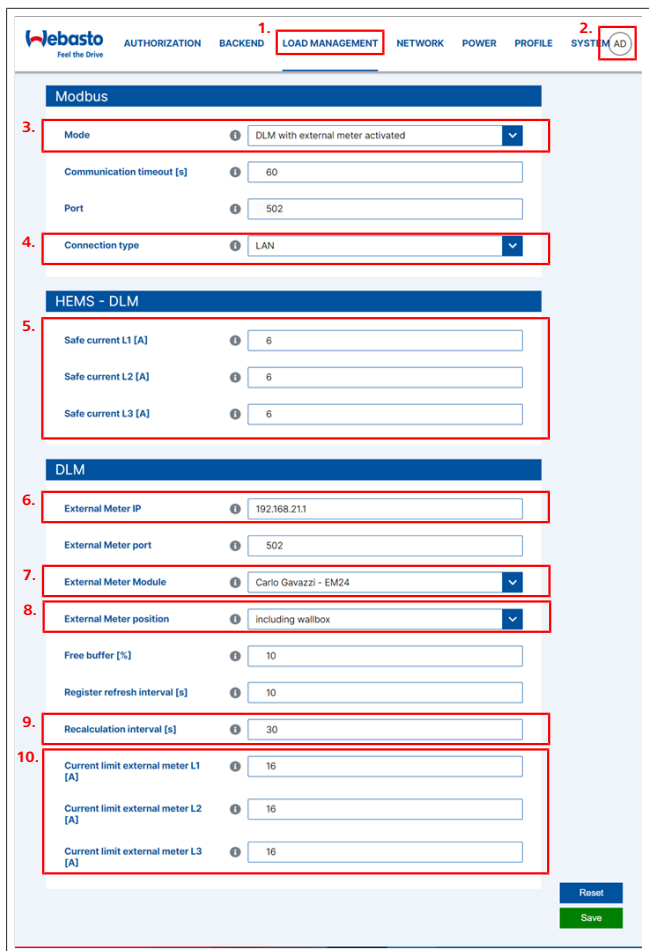 1.
2.
Webasto
Feel the Drive
AUTHORIZATION BACKEND LOAD MANAGEMENT NETWORK POWER PROFILE SYSTEM AD
Modbus
3.
Mode DLM with external meter activated
Communication timeout [s] 60
Port 502
4.
Connection type LAN
HEMS - DLM
5.
Safe current L1 [A] 6
Safe current L2 [A] 6
Safe current L3 [A] 6
DLM
6.
External Meter IP 192.168.21.1
External Meter port 502
7.
External Meter Module Carlo Gavazzi - EM24
8.
External Meter position including wallbox
Free buffer [%] 10
Register refresh interval [s] 10
9.
Recalculation interval [s] 30
10.
Current limit external meter L1 16
[A]
Current limit external meter L2 16
[A]
Current limit external meter L3 16
[A]
Reset
Save